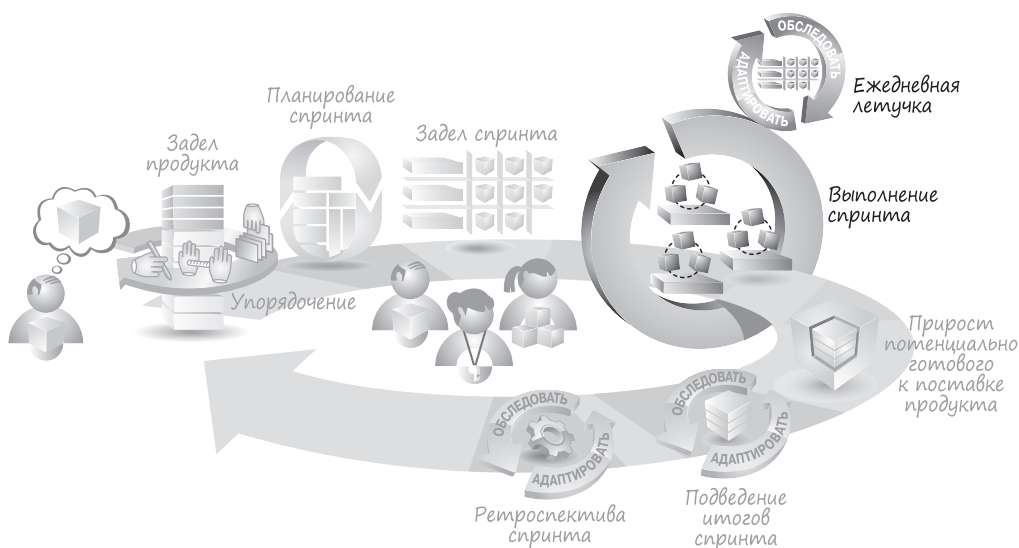 ОБСЛЕДОВАТЬ
АДАПТИРОВАТЬ
Ежедневная
летучка
Планирование
спринта
Задел спринта
Задел
продукта
Выполнение
спринта
Упорядочение
Прирост
потенциально
готового
к поставке
продукта
ОБСЛЕДОВАТЬ
АДАПТИРОВАТЬ
ОБСЛЕДОВАТЬ
АДАПТИРОВАТЬ
Ретроспектива
спринта
Подведение
итогов
спринта